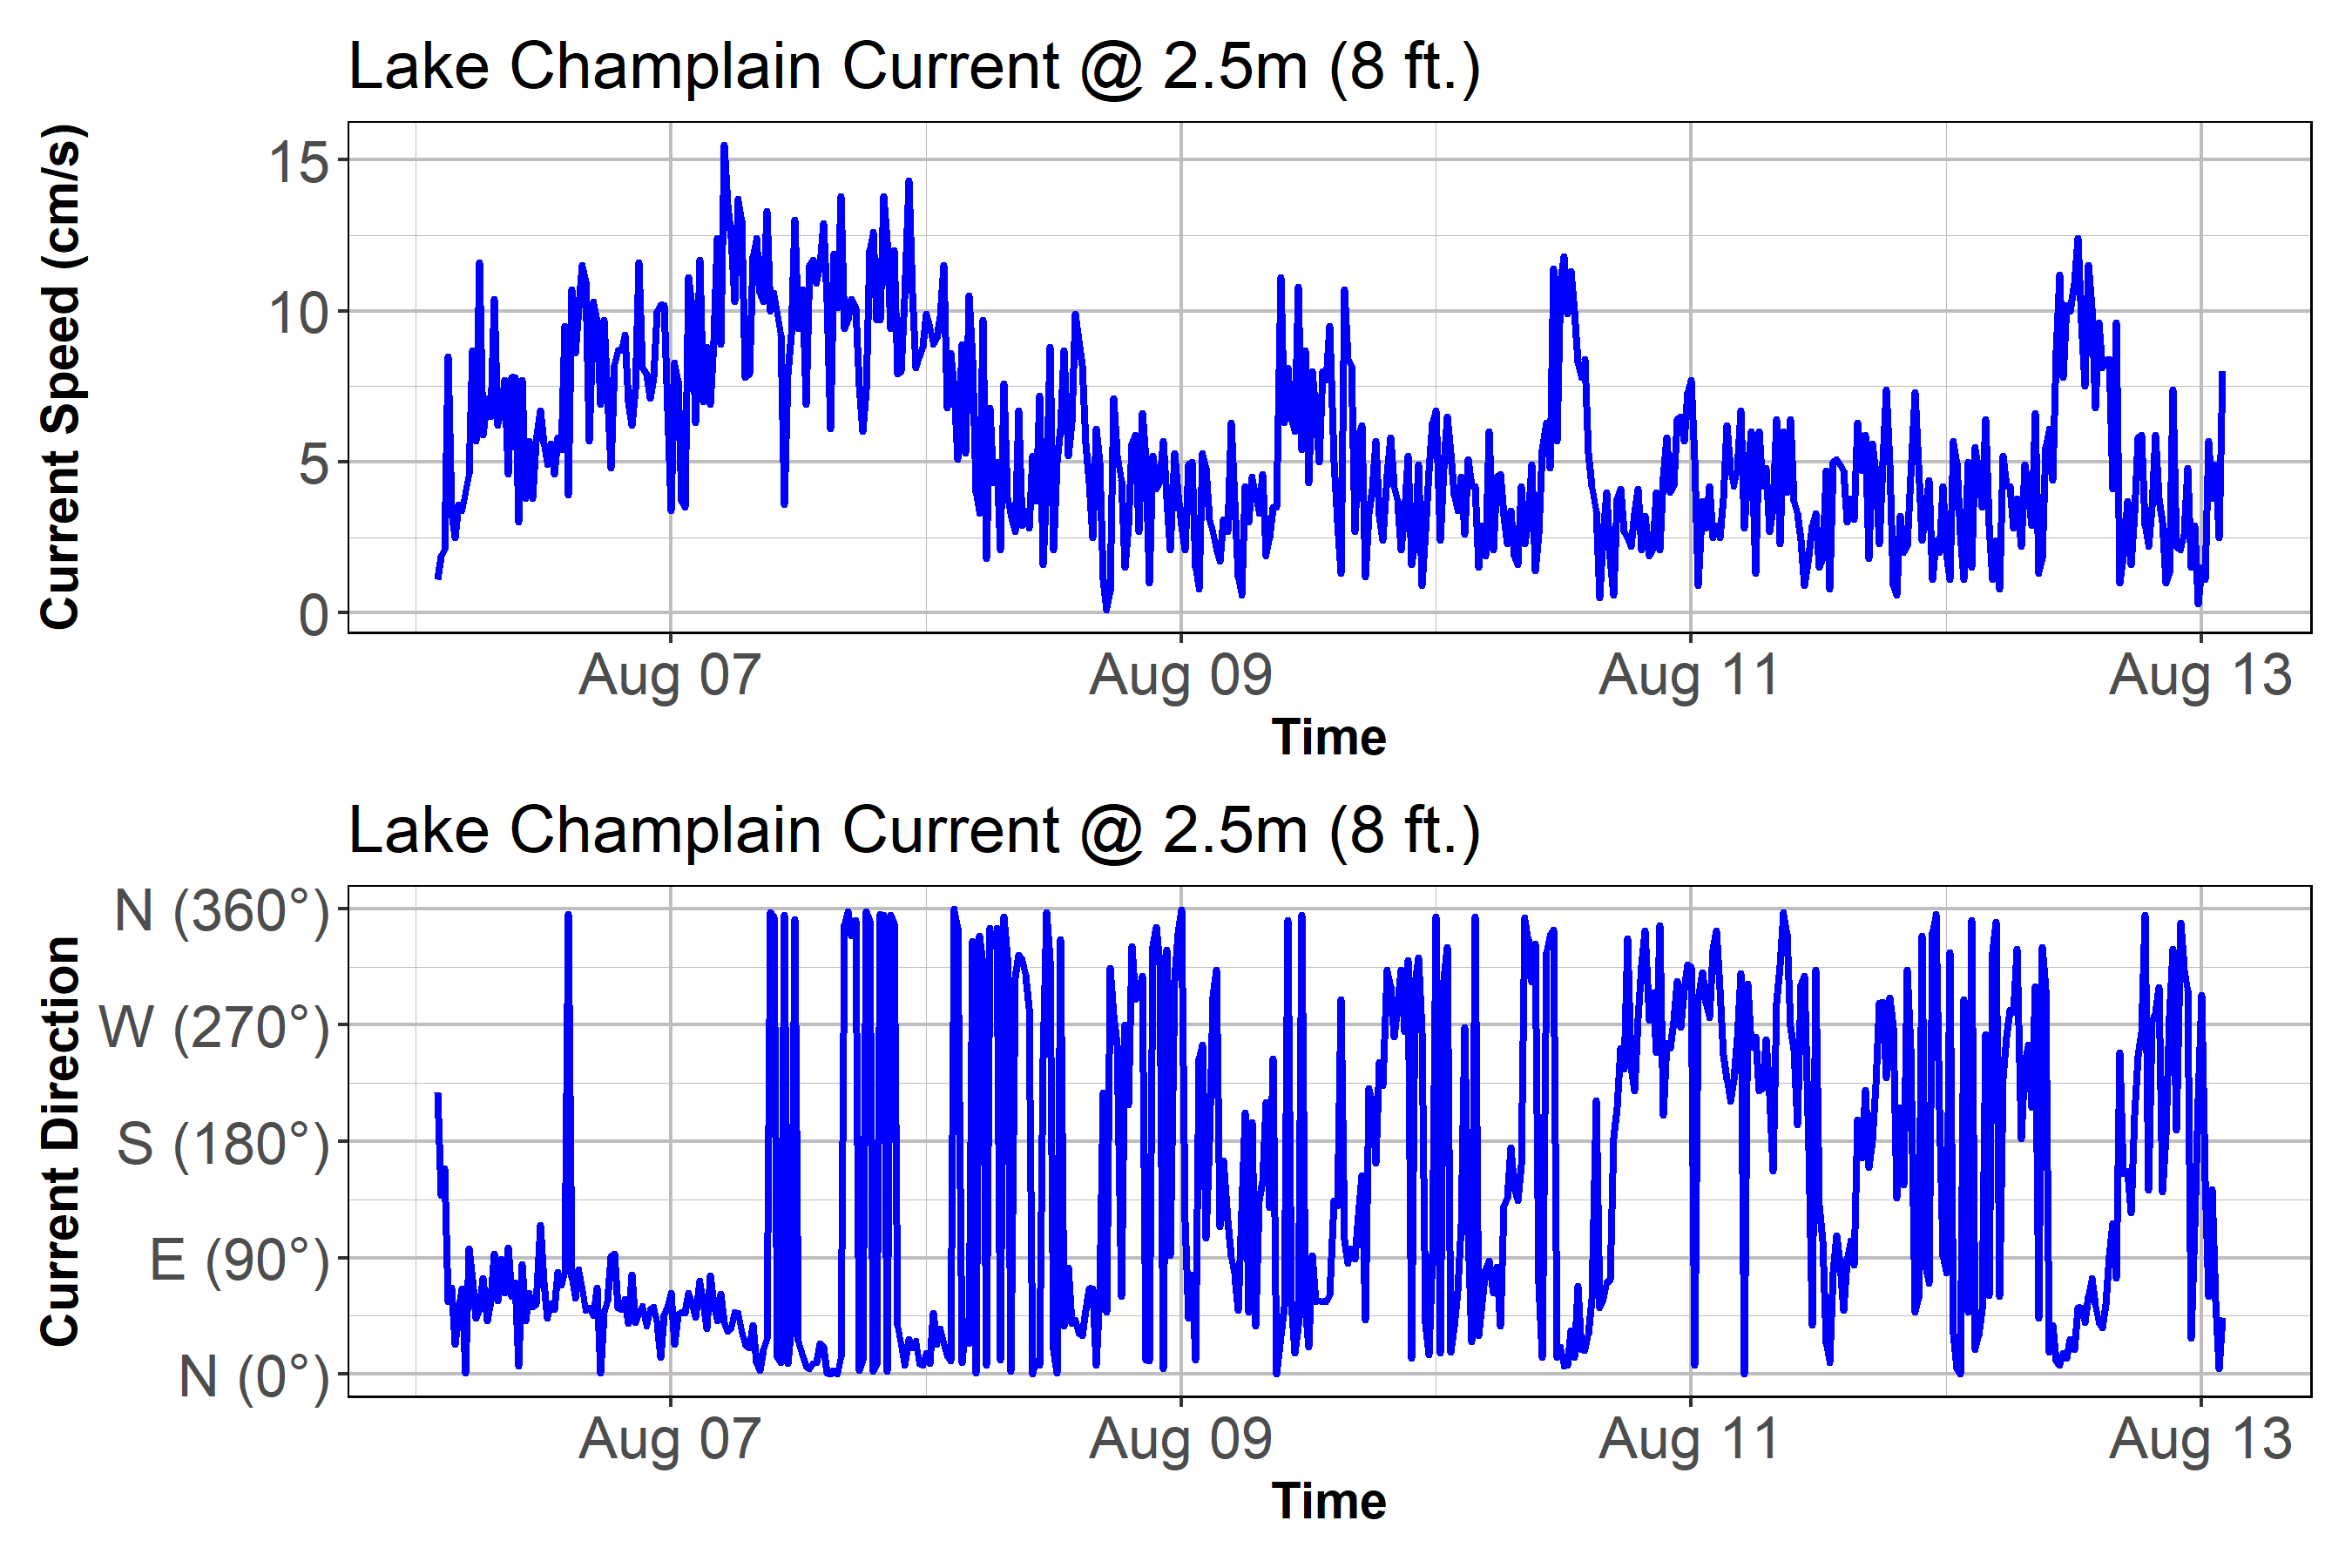 Lake Champlain Current @ 2.5m (8 ft.)
Current Speed (cm/s)
15
10
5
0
Aug 07 Aug 09 Aug 11 Aug 13
Time
Lake Champlain Current @ 2.5m (8 ft.)
Current Direction
N (360°)
W (270°)
S (180°)
E (90°)
N (0°)
Aug 07 Aug 09 Aug 11 Aug 13
Time